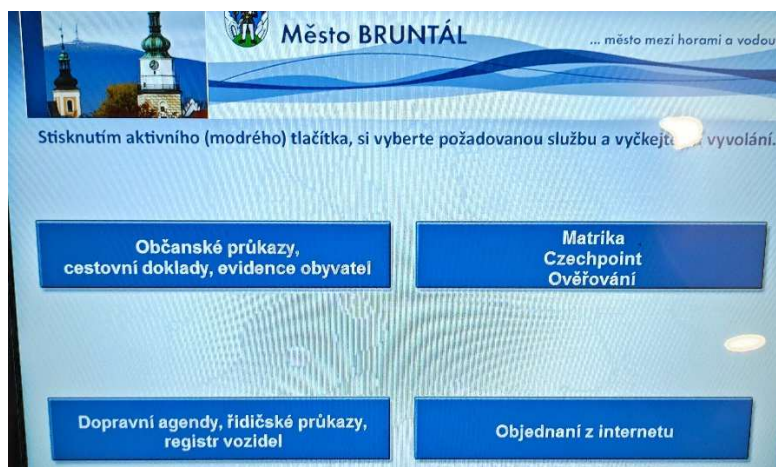 Město BRUNTÁL
... město mezi horami a vodou
Stisknutím aktivního (modrého) tlačítka, si vyberte požadovanou službu a vyčkejte vyvolání.
Občanské průkazy,
cestovní doklady, evidence obyvatel
Matrika
Czechpoint
Ověřování
Dopravní agendy, řidičské průkazy,
registr vozidel
Objednaní z internetu